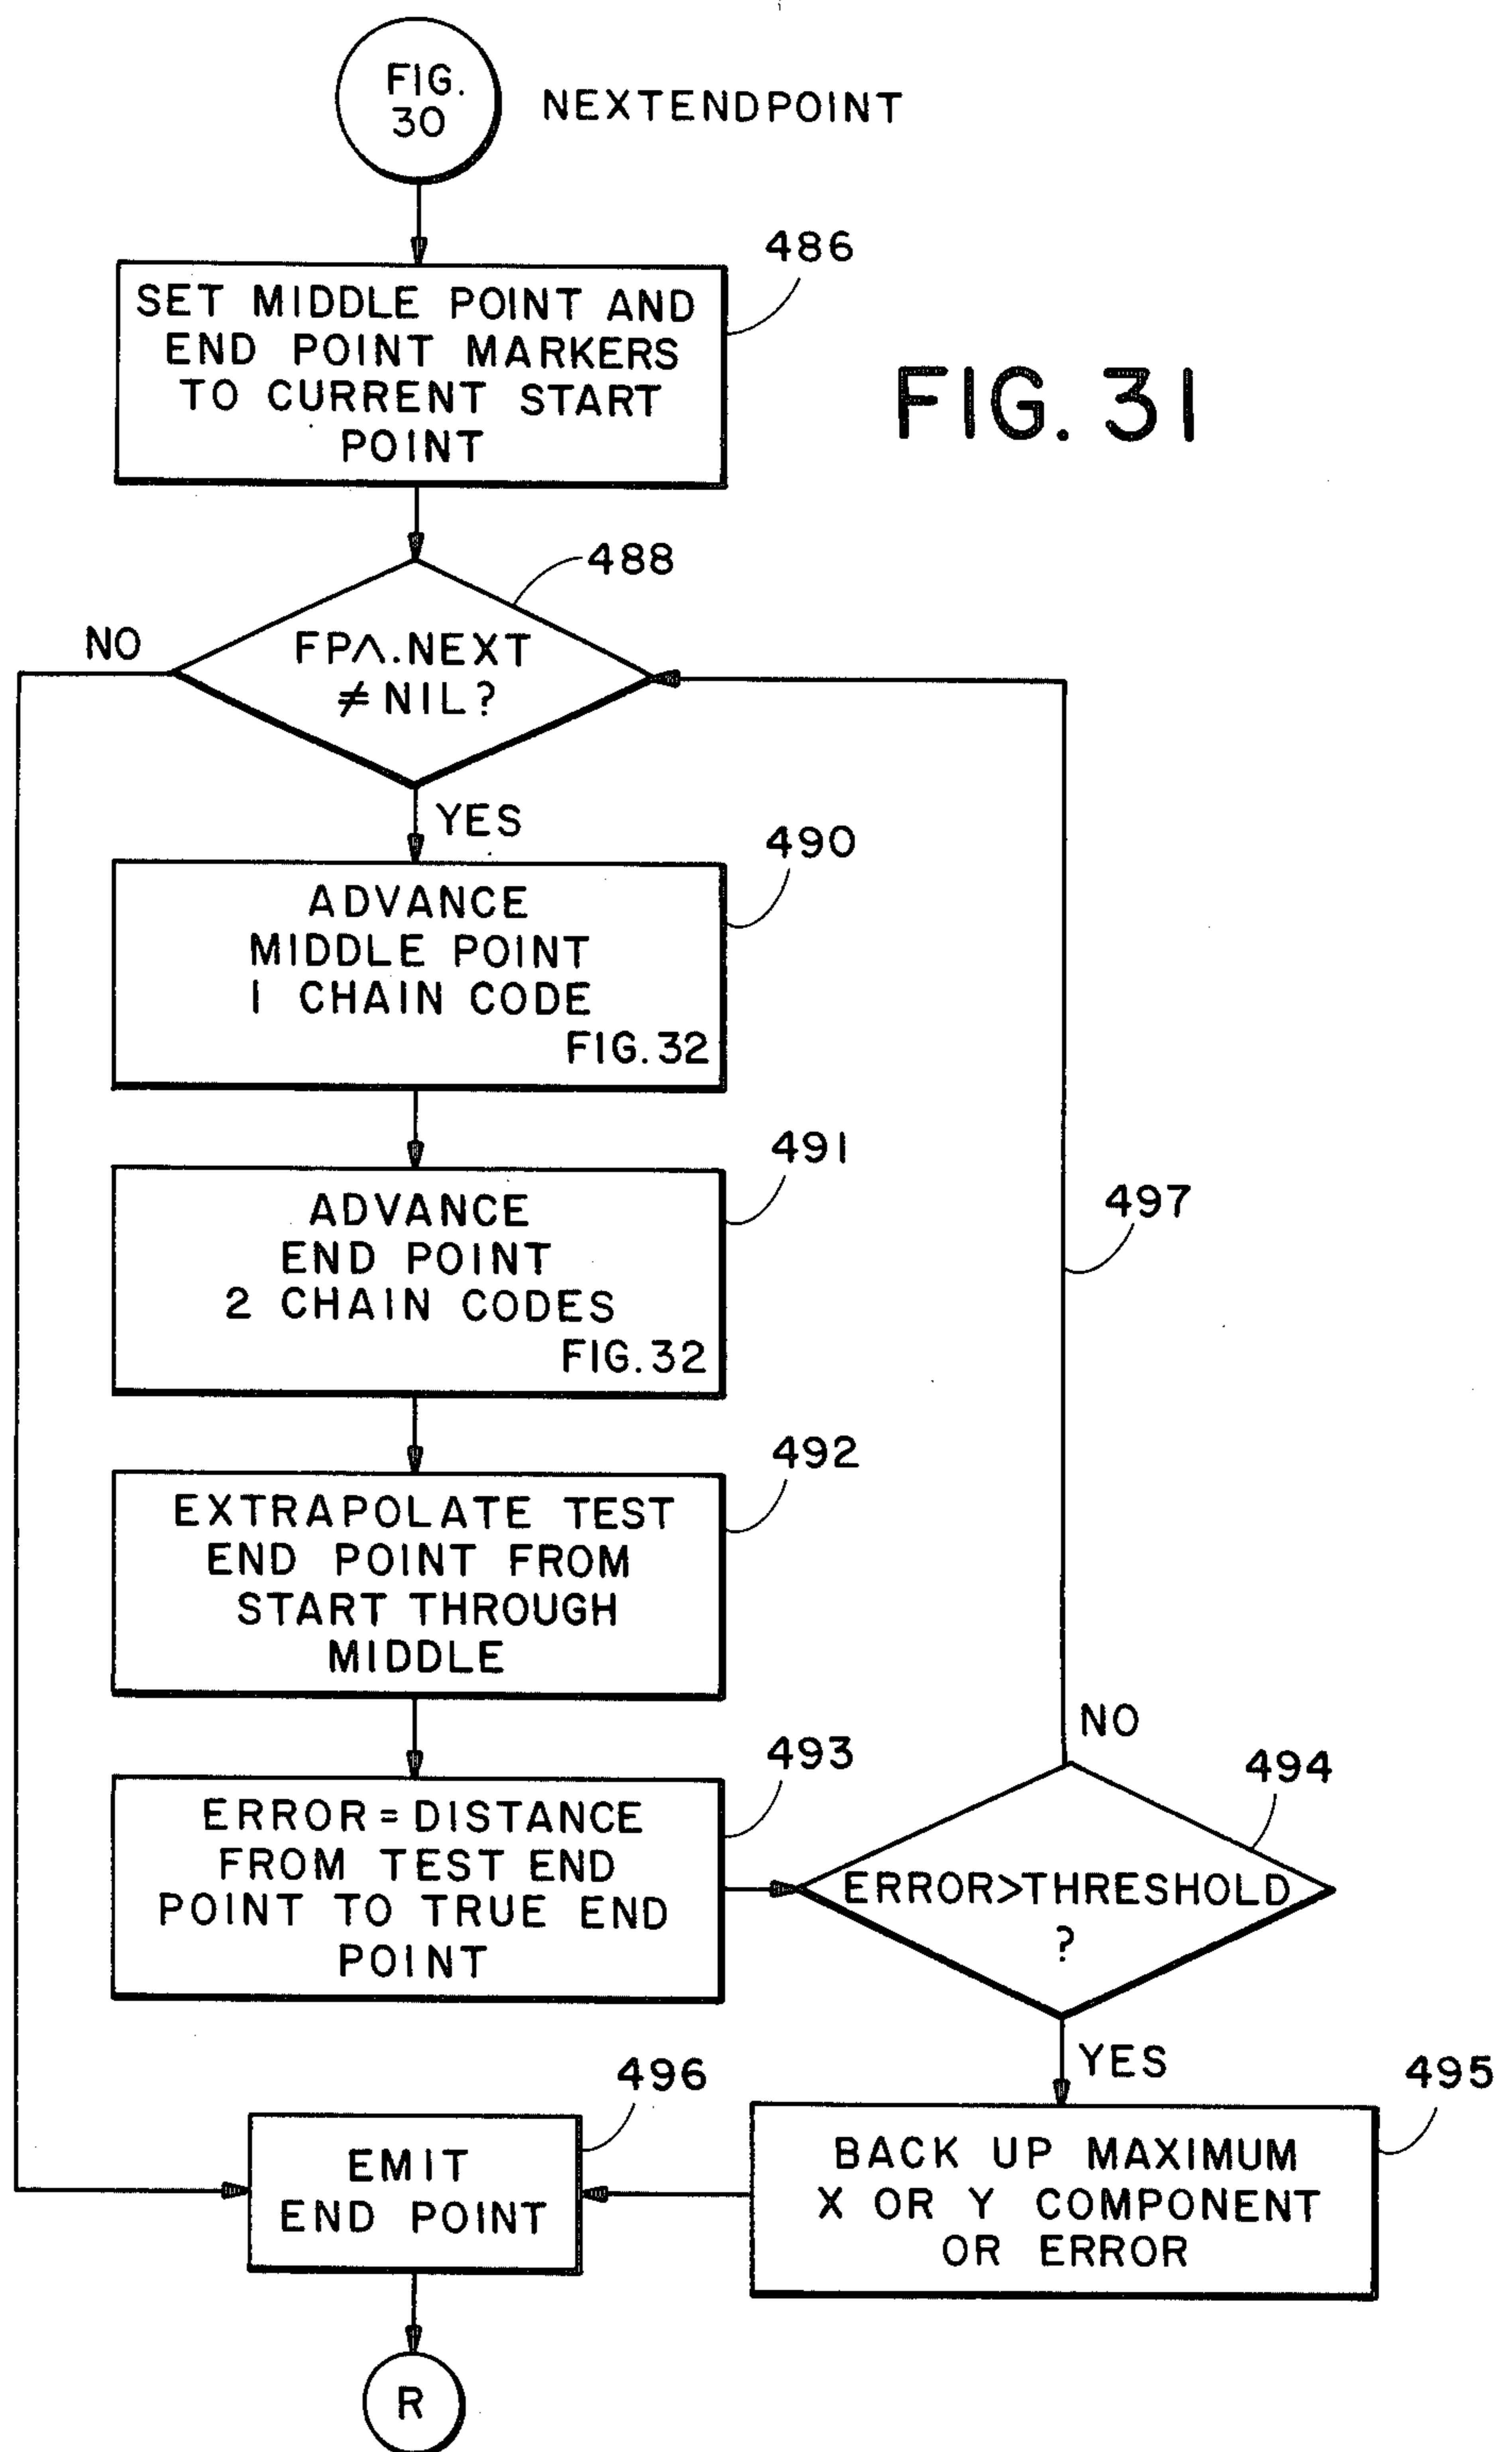 FIG.
30
NEXTENDPOINT
486
SET MIDDLE POINT AND
END POINT MARKERS
TO CURRENT START
POINT
FIG. 31
488
NO
FP∧.NEXT
≠ NIL?
YES
490
ADVANCE
MIDDLE POINT
1 CHAIN CODE
FIG. 32
491
ADVANCE
END POINT
2 CHAIN CODES
FIG. 32
497
492
EXTRAPOLATE TEST
END POINT FROM
START THROUGH
MIDDLE
NO
493
494
ERROR = DISTANCE
FROM TEST END
POINT TO TRUE END
POINT
ERROR>THRESHOLD
?
YES
496
495
EMIT
END POINT
BACK UP MAXIMUM
X OR Y COMPONENT
OR ERROR
R